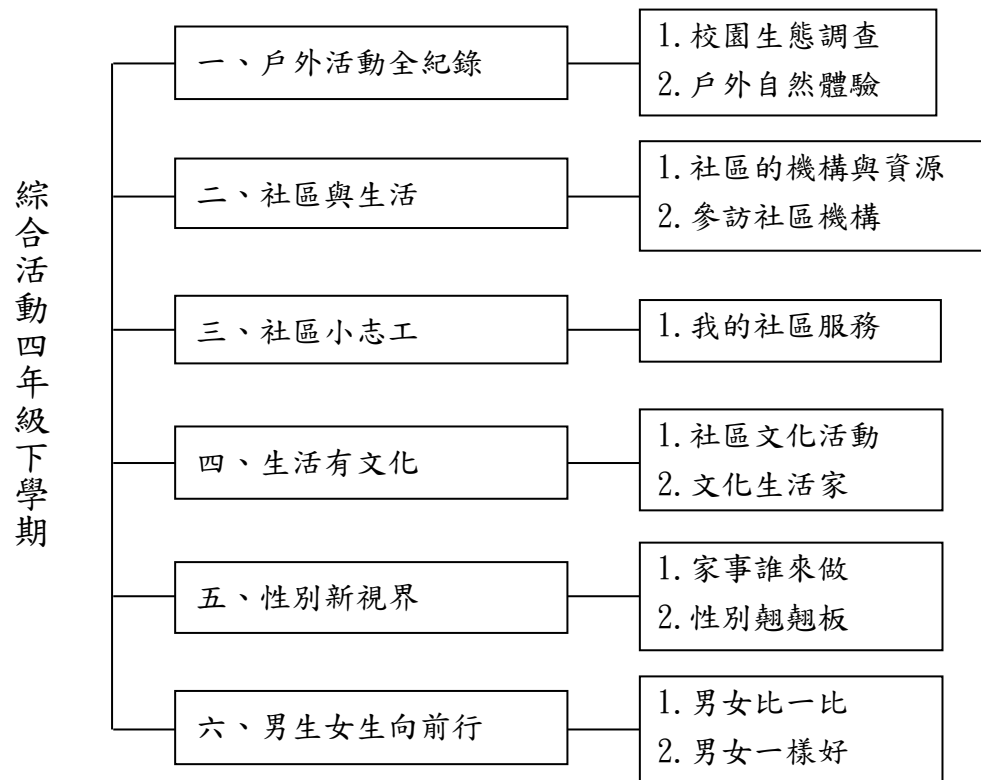 綜合活動四年級下學期
一、戶外活動全紀錄
1.校園生態調查
2.戶外自然體驗
二、社區與生活
1.社區的機構與資源
2.參訪社區機構
三、社區小志工
1.我的社區服務
四、生活有文化
1.社區文化活動
2.文化生活家
五、性別新視界
1.家事誰來做
2.性別翹翹板
六、男生女生向前行
1.男女比一比
2.男女一樣好